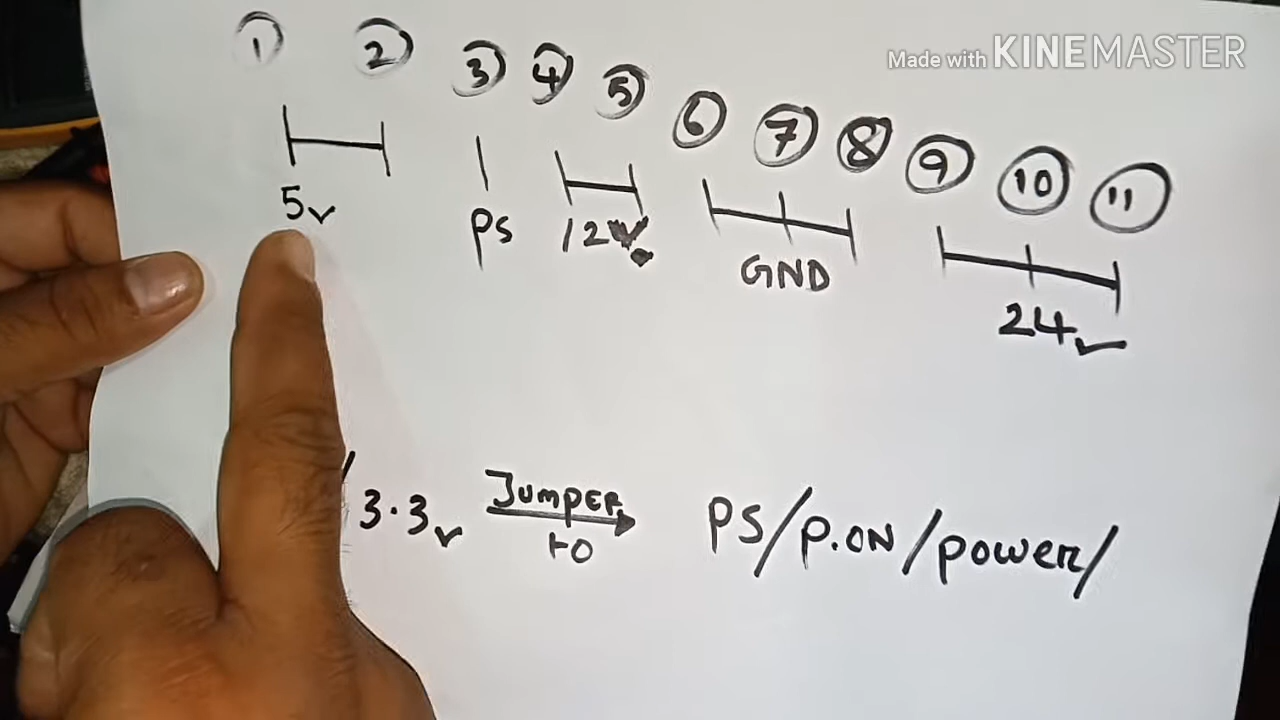 Made with KINEMASTER
1 2 3 4 5 6 7 8 9 10 11
5v PS 12v GND 24v
/3.3v JUMPER to PS/P.ON/POWER/